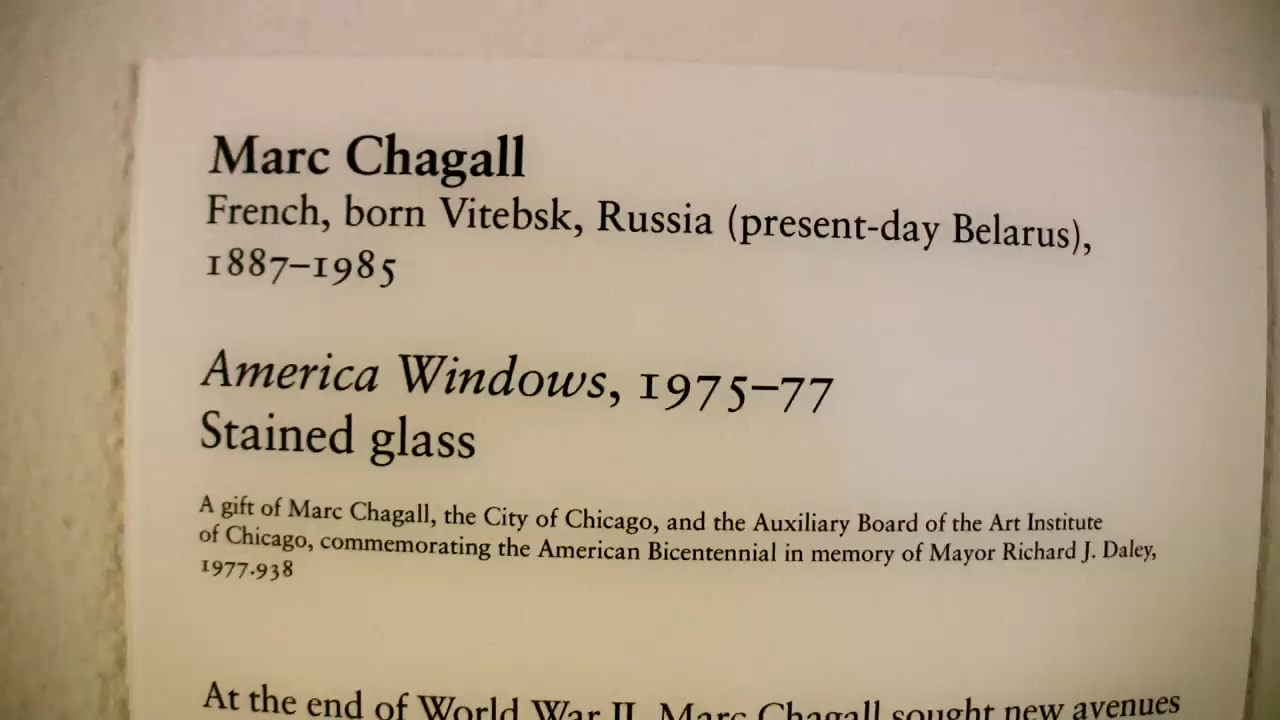 Marc Chagall
French, born Vitebsk, Russia (present-day Belarus),
1887–1985
America Windows, 1975–77
Stained glass
A gift of Marc Chagall, the City of Chicago, and the Auxiliary Board of the Art Institute
of Chicago, commemorating the American Bicentennial in memory of Mayor Richard J. Daley,
1977.938
At the end of World War II, Marc Chagall sought new avenues